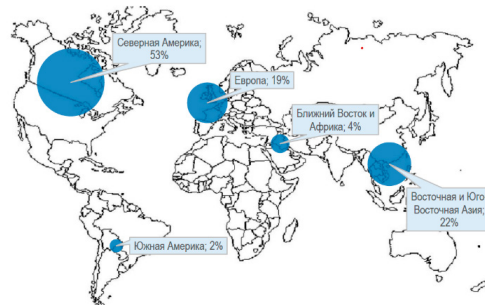 Северная Америка;
53%
Европа; 19%
Ближний Восток и
Африка; 4%
Восточная и Юго
Восточная Азия;
22%
Южная Америка; 2%